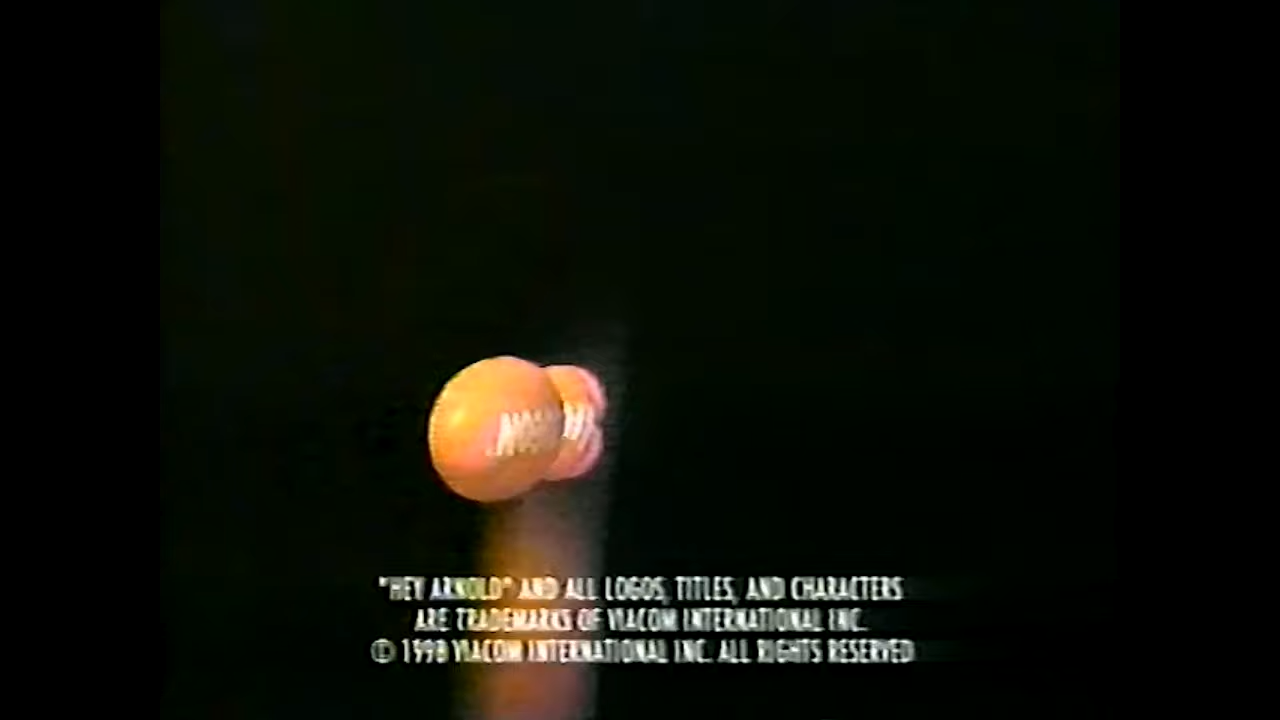 "HEY ARNOLD" AND ALL LOGOS, TITLES, AND CHARACTERS
ARE TRADEMARKS OF VIACOM INTERNATIONAL INC.
© 1998 VIACOM INTERNATIONAL INC. ALL RIGHTS RESERVED